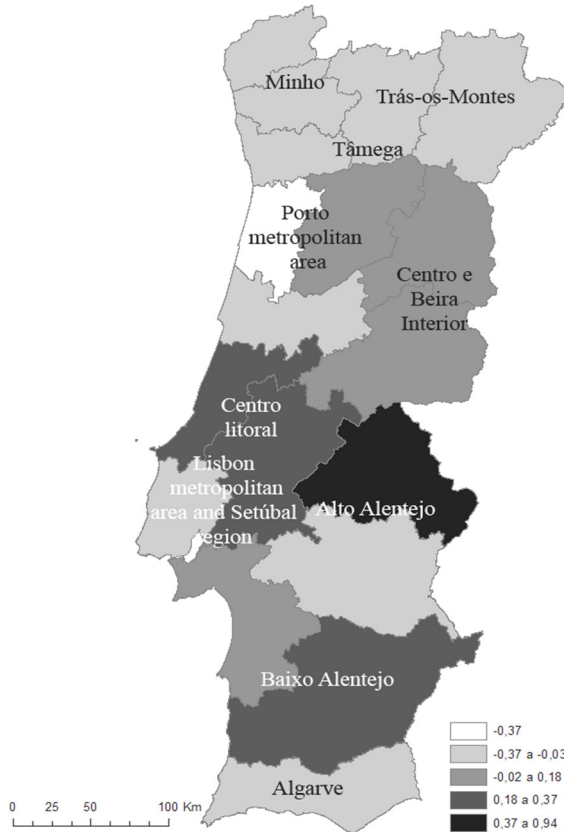 Minho
Trás-os-Montes
Tâmega
Porto
metropolitan
area
Centro e
Beira
Interior
Centro
litoral
Lisbon
metropolitan
area and Setúbal
region
Alto Alentejo
Baixo Alentejo
Algarve
-0,37
-0,37 a -0,03
-0,02 a 0,18
0,18 a 0,37
0,37 a 0,94
0 25 50 100 Km